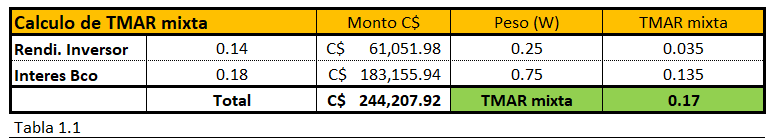 Calculo de TMAR mixta Monto C$ Peso (W) TMAR mixta
Rendi. Inversor 0.14 C$ 61,051.98 0.25 0.035
Interes Bco 0.18 C$ 183,155.94 0.75 0.135
Total C$ 244,207.92 TMAR mixta 0.17
Tabla 1.1